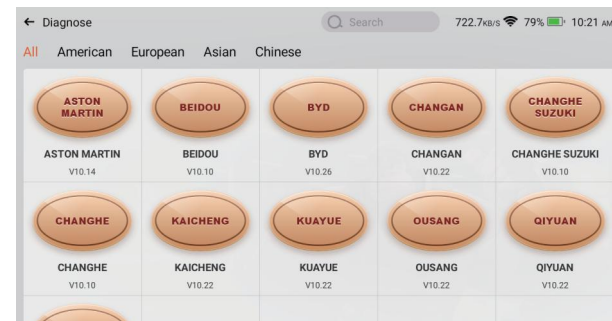 ← Diagnose Search 722.7KB/S 79% 10:21 AM
All American European Asian Chinese
ASTON MARTIN BEIDOU BYD CHANGAN CHANGHE SUZUKI
ASTON MARTIN BEIDOU BYD CHANGAN CHANGHE SUZUKI
V10.14 V10.10 V10.26 V10.22 V10.10
CHANGHE KAICHENG KUAYUE OUSANG QIYUAN
CHANGHE KAICHENG KUAYUE OUSANG QIYUAN
V10.10 V10.22 V10.22 V10.22 V10.22